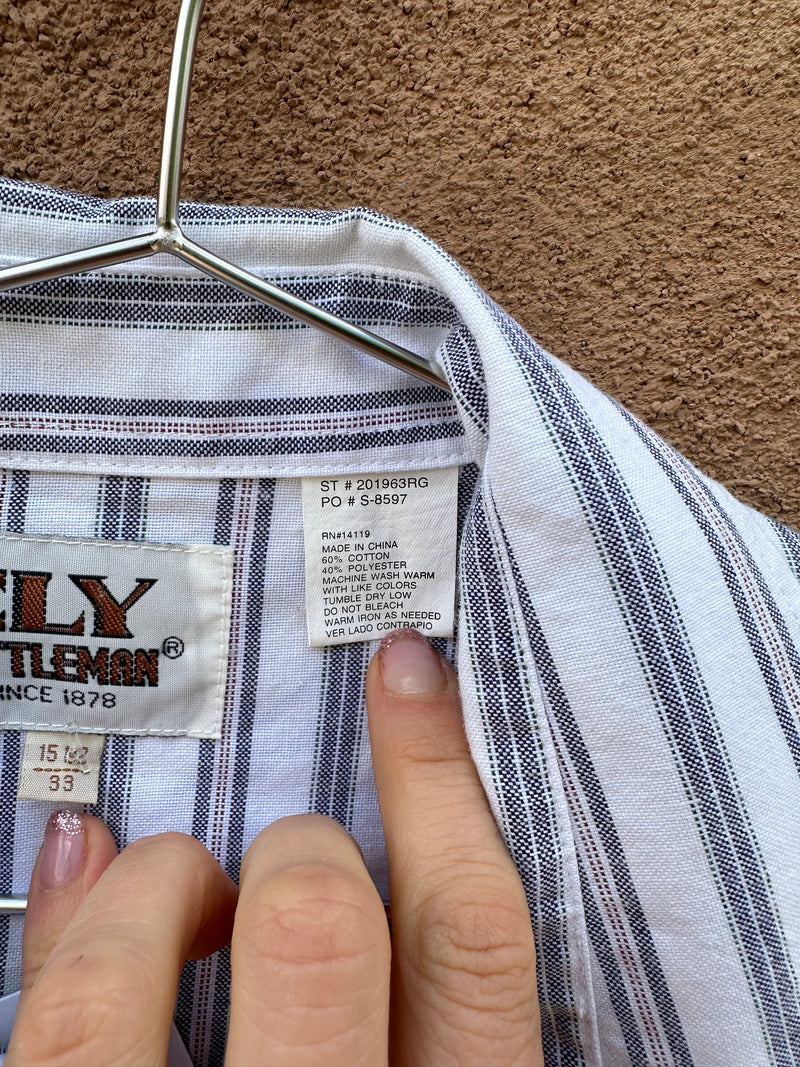 ST # 201963RG
PO # S-8597
RN#14119
MADE IN CHINA
60% COTTON
40% POLYESTER
MACHINE WASH WARM
WITH LIKE COLORS
TUMBLE DRY LOW
DO NOT BLEACH
WARM IRON AS NEEDED
VER LADO CONTRAPIO
ELY
TTLEMAN®
INCE 1878
15 1/2
33